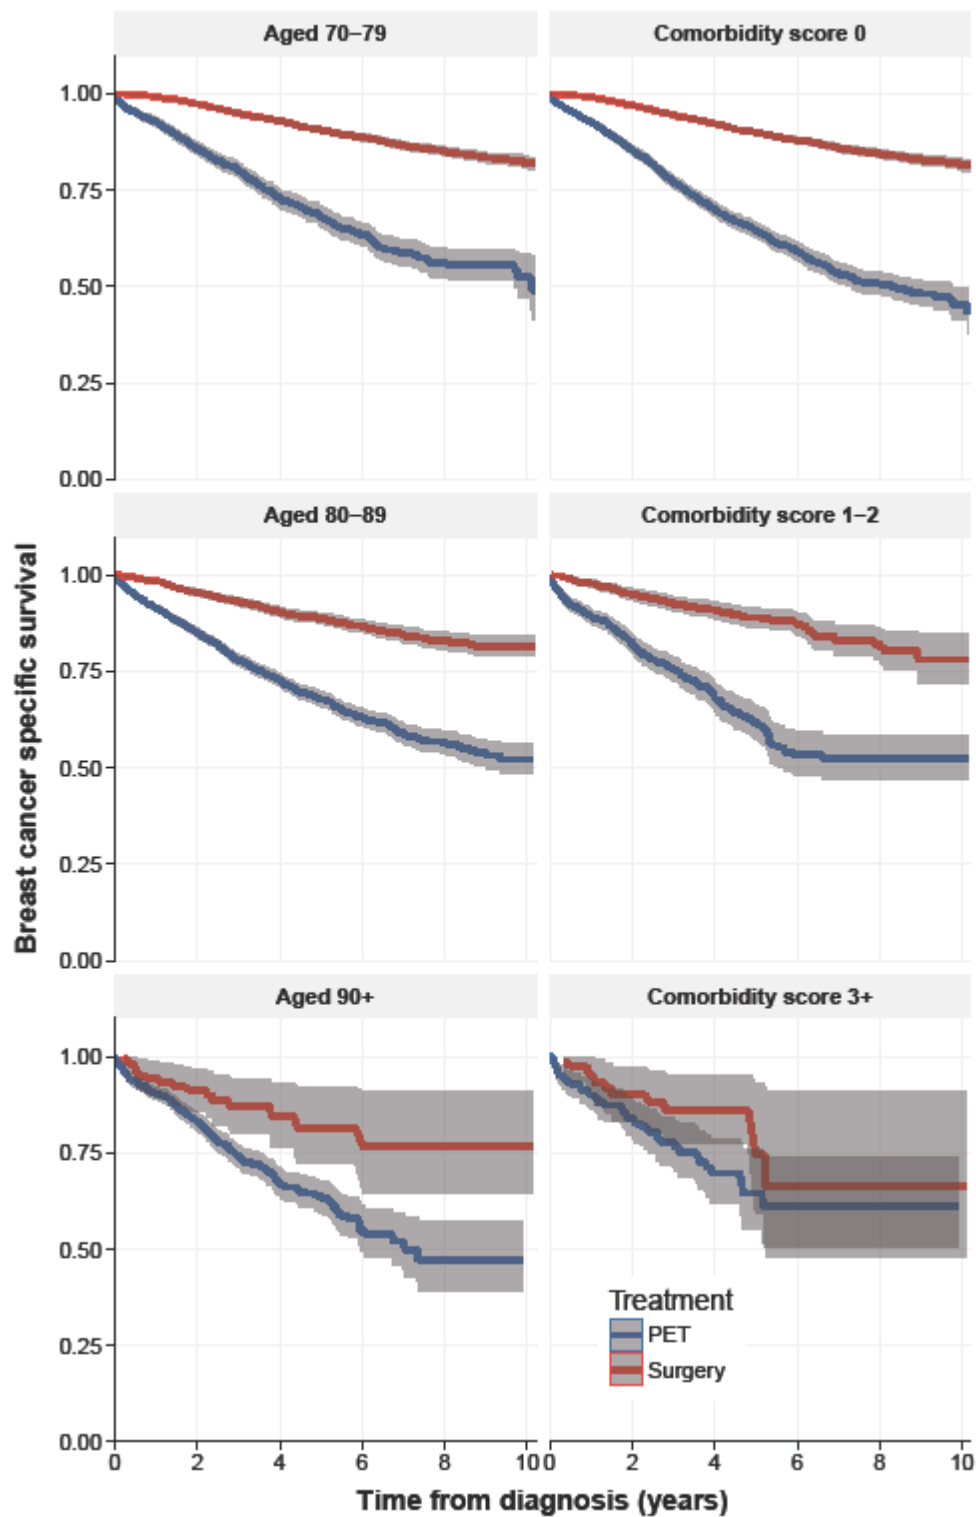 Aged 70–79
Comorbidity score 0
1.00
0.75
0.50
0.25
0.00
Aged 80–89
Comorbidity score 1–2
1.00
0.75
0.50
0.25
0.00
Breast cancer specific survival
Aged 90+
Comorbidity score 3+
1.00
0.75
0.50
0.25
0.00
Treatment
PET
Surgery
0 2 4 6 8 10
0 2 4 6 8 10
Time from diagnosis (years)